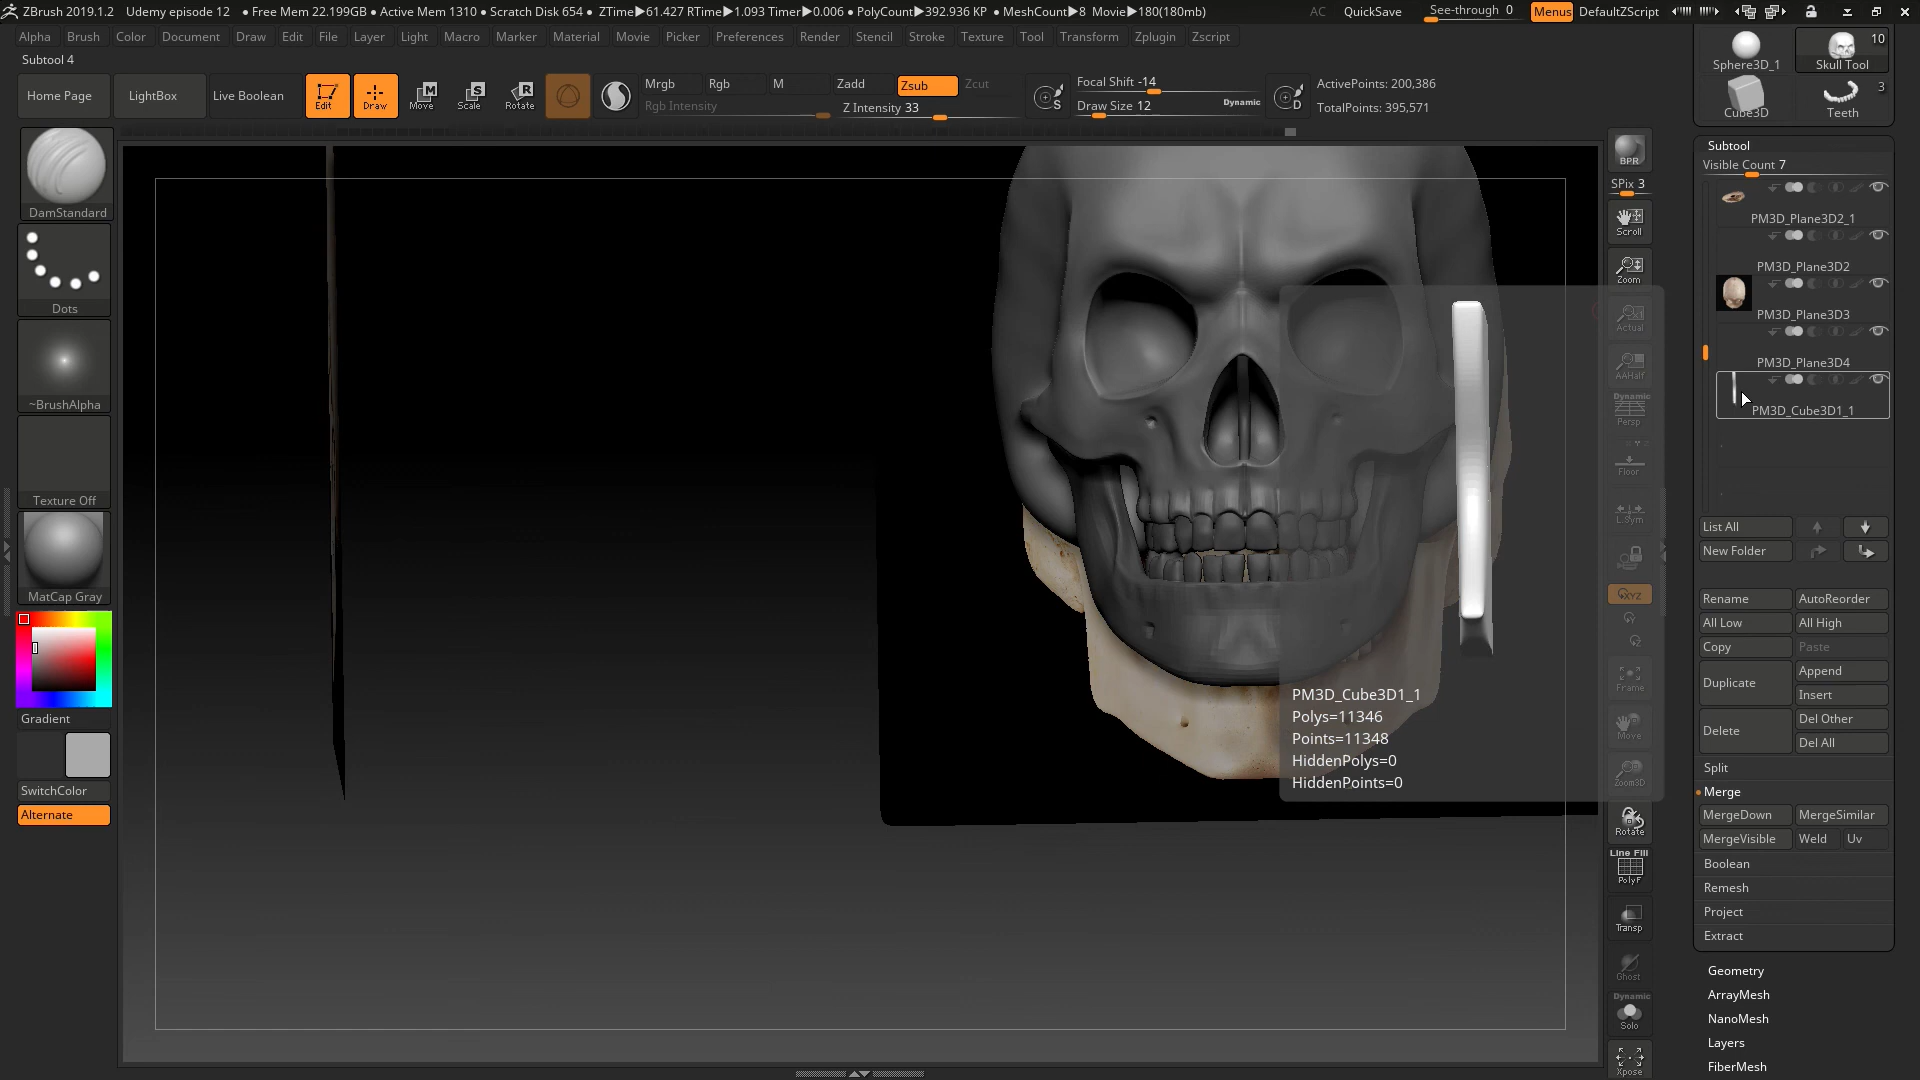 ZBrush 2019.1.2 Udemy episode 12 • Free Mem 22.199GB • Active Mem 1310 • Scratch Disk 654 • ZTime▶61.427 RTime▶1.093 Timer▶0.006 • PolyCount▶392.936 KP • MeshCount▶8 Movie▶180(180mb) AC QuickSave See-through 0 Menus DefaultZScript
Alpha Brush Color Document Draw Edit File Layer Light Macro Marker Material Movie Picker Preferences Render Stencil Stroke Texture Tool Transform Zplugin Zscript
Subtool 4
Home Page LightBox Live Boolean Edit Draw Move Scale Rotate
Mrgb Rgb M Zadd Zsub Zcut
Rgb Intensity Z Intensity 33
Focal Shift -14
Draw Size 12 Dynamic
ActivePoints: 200,386
TotalPoints: 395,571
DamStandard
Dots
~BrushAlpha
Texture Off
MatCap Gray
Gradient
SwitchColor
Alternate
PM3D_Cube3D1_1
Polys=11346
Points=11348
HiddenPolys=0
HiddenPoints=0
BPR
SPix 3
Scroll
Zoom
Actual
AAHalf
Dynamic
Persp
Floor
L.Sym
XYZ
Frame
Move
Zoom3D
Rotate
Line Fill
PolyF
Transp
Ghost
Dynamic
Solo
Xpose
Sphere3D_1
10
Skull Tool
Cube3D
3
Teeth
Subtool
Visible Count 7
PM3D_Plane3D2_1
PM3D_Plane3D2
PM3D_Plane3D3
PM3D_Plane3D4
PM3D_Cube3D1_1
List All
New Folder
Rename AutoReorder
All Low All High
Copy Paste
Duplicate Append
Insert
Delete Del Other
Del All
Split
Merge
MergeDown MergeSimilar
MergeVisible Weld Uv
Boolean
Remesh
Project
Extract
Geometry
ArrayMesh
NanoMesh
Layers
FiberMesh